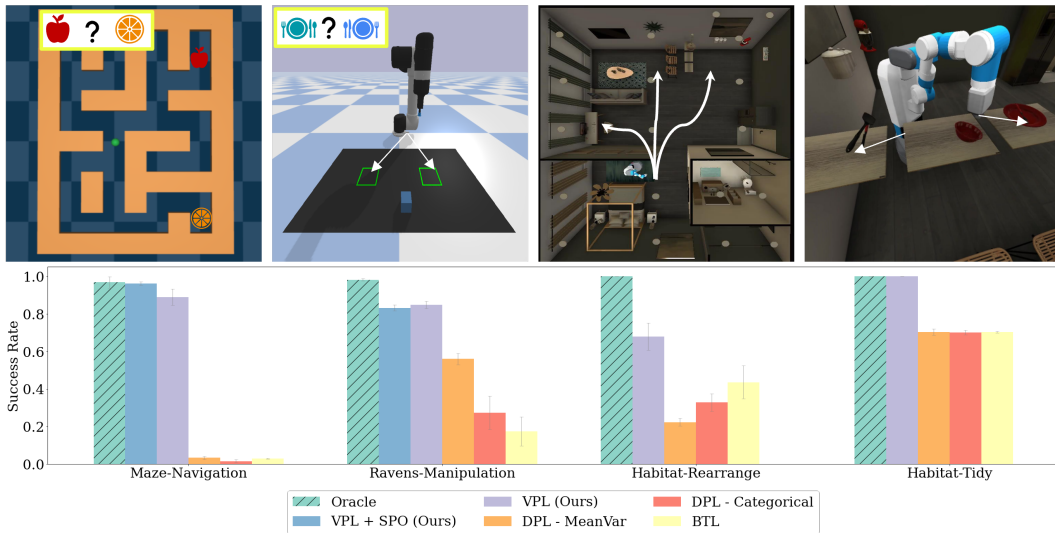 ?
?
1.0
0.8
0.6
0.4
0.2
0.0
Success Rate
Maze-Navigation
Ravens-Manipulation
Habitat-Rearrange
Habitat-Tidy
Oracle
VPL (Ours)
DPL - Categorical
VPL + SPO (Ours)
DPL - MeanVar
BTL